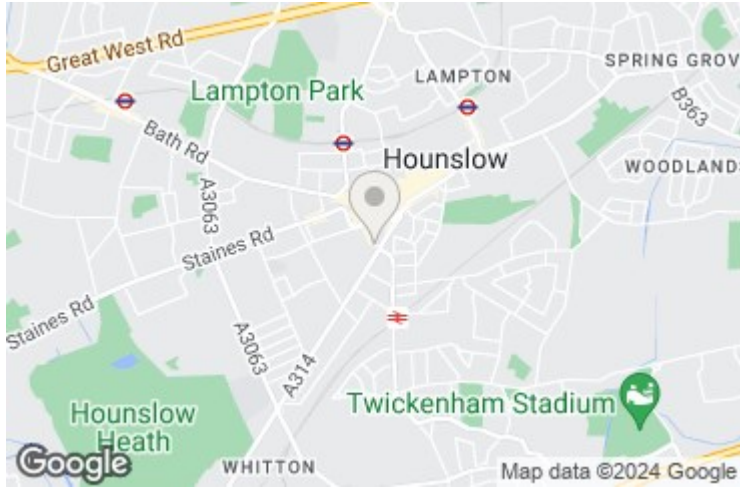 Great West Rd
SPRING GROV
LAMPTON
Lampton Park
B363
Bath Rd
Hounslow
WOODLANDS
A3063
Staines Rd
Staines Rd
A3063
A314
Twickenham Stadium
Hounslow
Heath
WHITTON
Google
Map data ©2024 Google